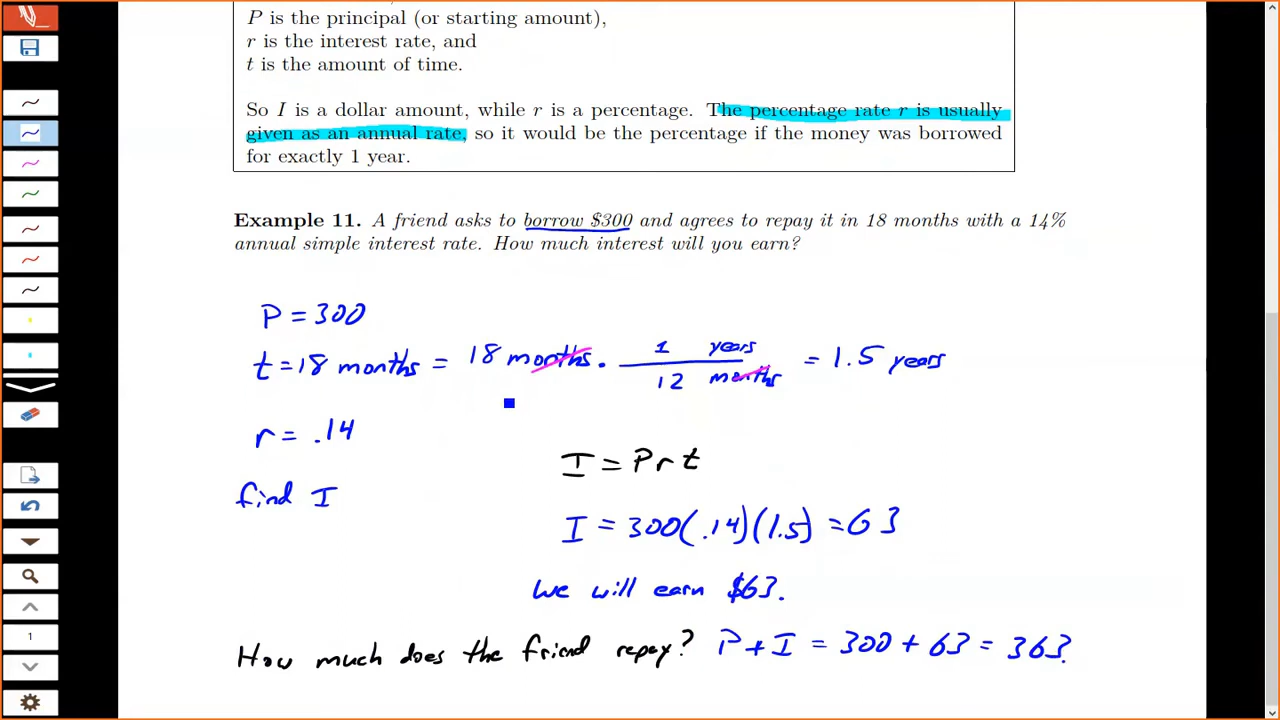 P is the principal (or starting amount),
r is the interest rate, and
t is the amount of time.
So I is a dollar amount, while r is a percentage. The percentage rate r is usually
given as an annual rate, so it would be the percentage if the money was borrowed
for exactly 1 year.
Example 11. A friend asks to borrow $300 and agrees to repay it in 18 months with a 14%
annual simple interest rate. How much interest will you earn?
P = 300
t = 18 months = 18 months · 1 years / 12 months = 1.5 years
r = .14
I = P r t
find I
I = 300(.14)(1.5) = 63
We will earn $63.
How much does the friend repay? P + I = 300 + 63 = 363.
1